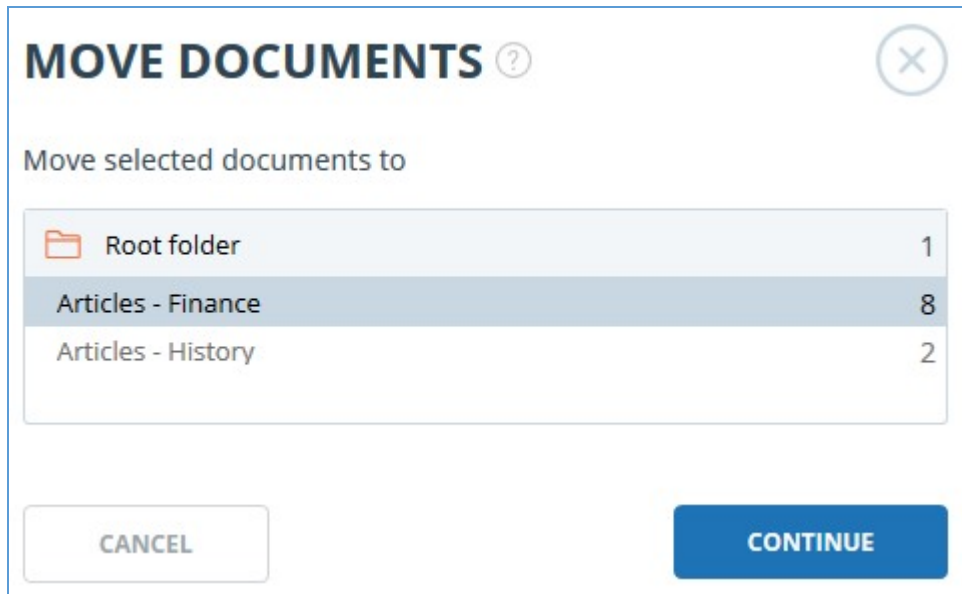 MOVE DOCUMENTS ?
Move selected documents to
Root folder 1
Articles - Finance 8
Articles - History 2
CANCEL CONTINUE